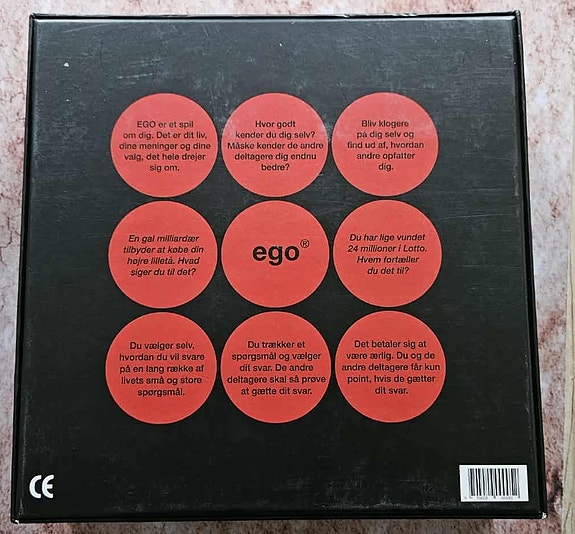 EGO er et spil
om dig. Det er dit liv,
dine meninger og dine
valg, det hele drejer
sig om.
Hvor godt
kender du dig selv?
Måske kender de andre
deltagere dig endnu
bedre?
Bliv klogere
på dig selv og
find ud af, hvordan
andre opfatter
dig.
En gal milliardær
tilbyder at købe din
højre lilletå. Hvad
siger du til det?
ego®
Du har lige vundet
24 millioner i Lotto.
Hvem fortæller
du det til?
Du vælger selv,
hvordan du vil svare
på en lang række af
livets små og store
spørgsmål.
Du trækker et
spørgsmål og vælger
dit svar. De andre
deltagere skal så prøve
at gætte dit svar.
Det betaler sig at
være ærlig. Du og de
andre deltagere får kun
point, hvis de gætter
dit svar.
CE